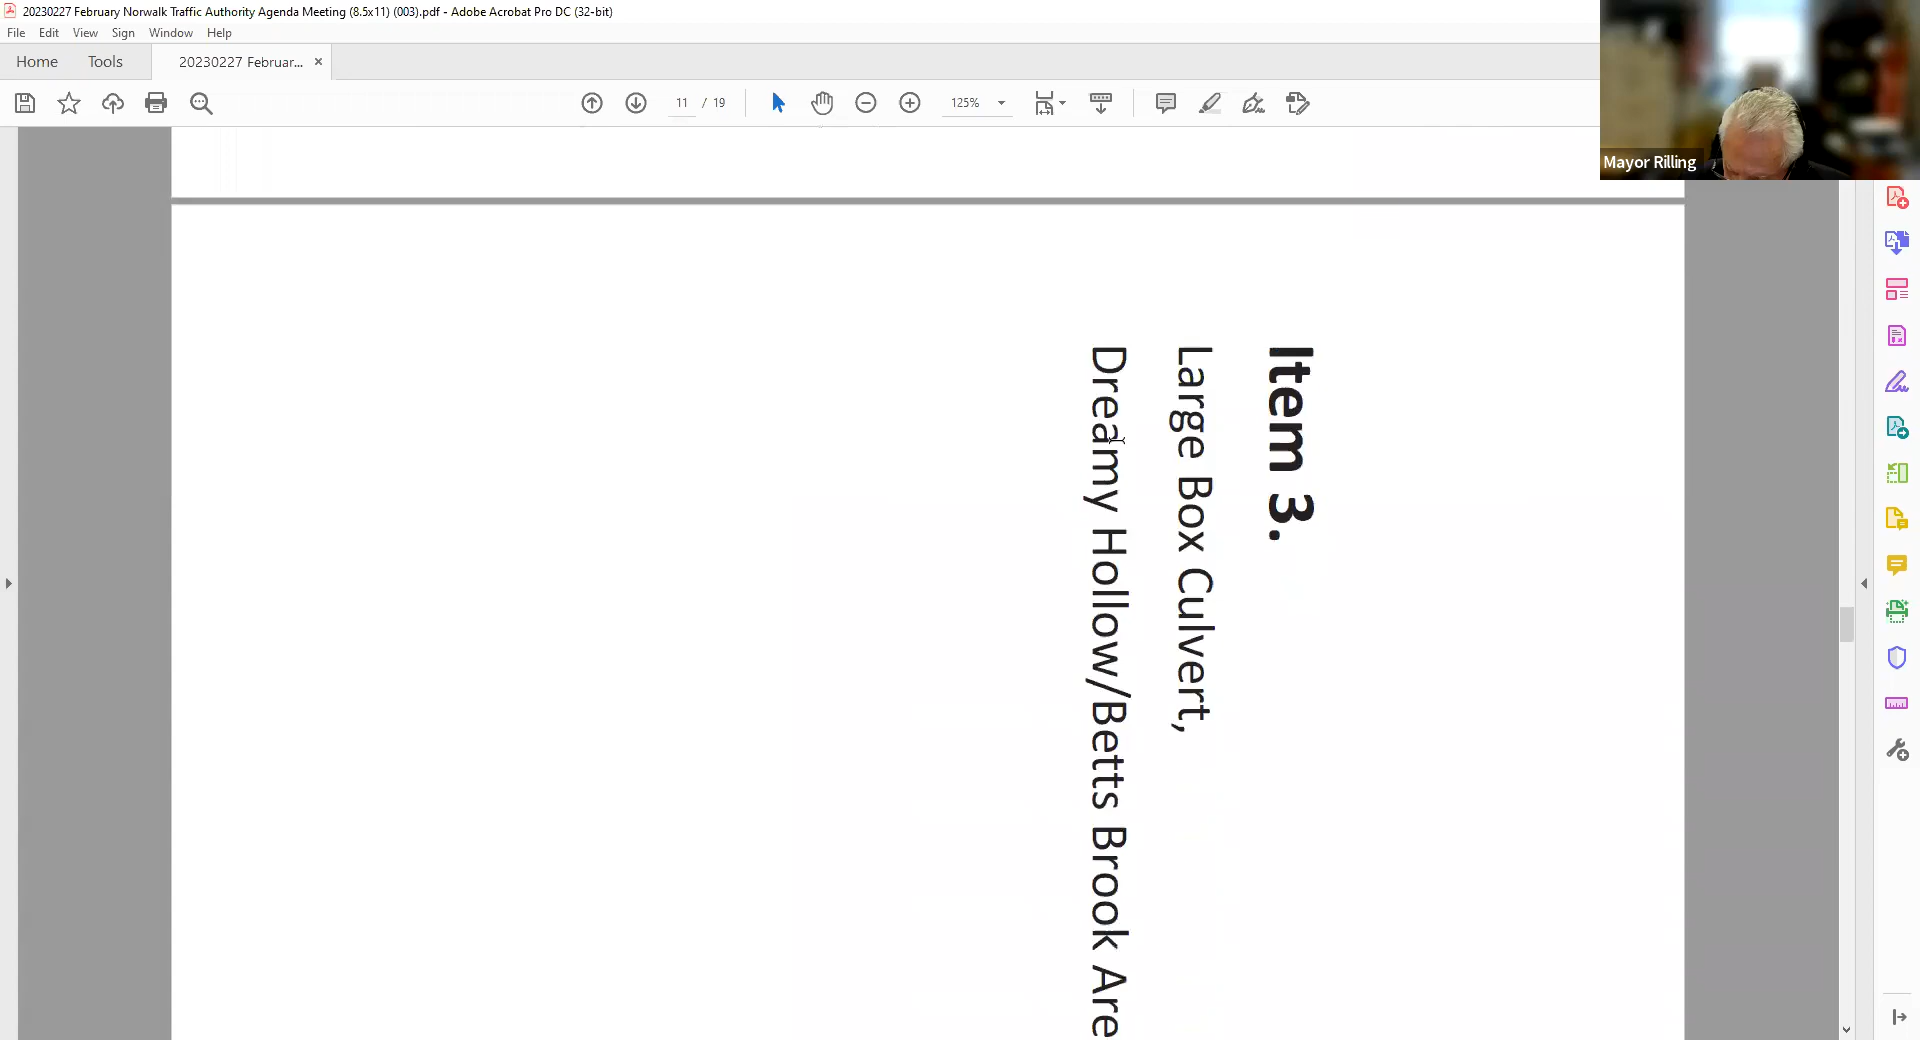 20230227 February Norwalk Traffic Authority Agenda Meeting (8.5x11) (003).pdf - Adobe Acrobat Pro DC (32-bit)
File Edit View Sign Window Help
Home Tools 20230227 Februar... ×
11 / 19 125%
Mayor Rilling
Item 3.
Large Box Culvert,
Dreamy Hollow/Betts Brook Are